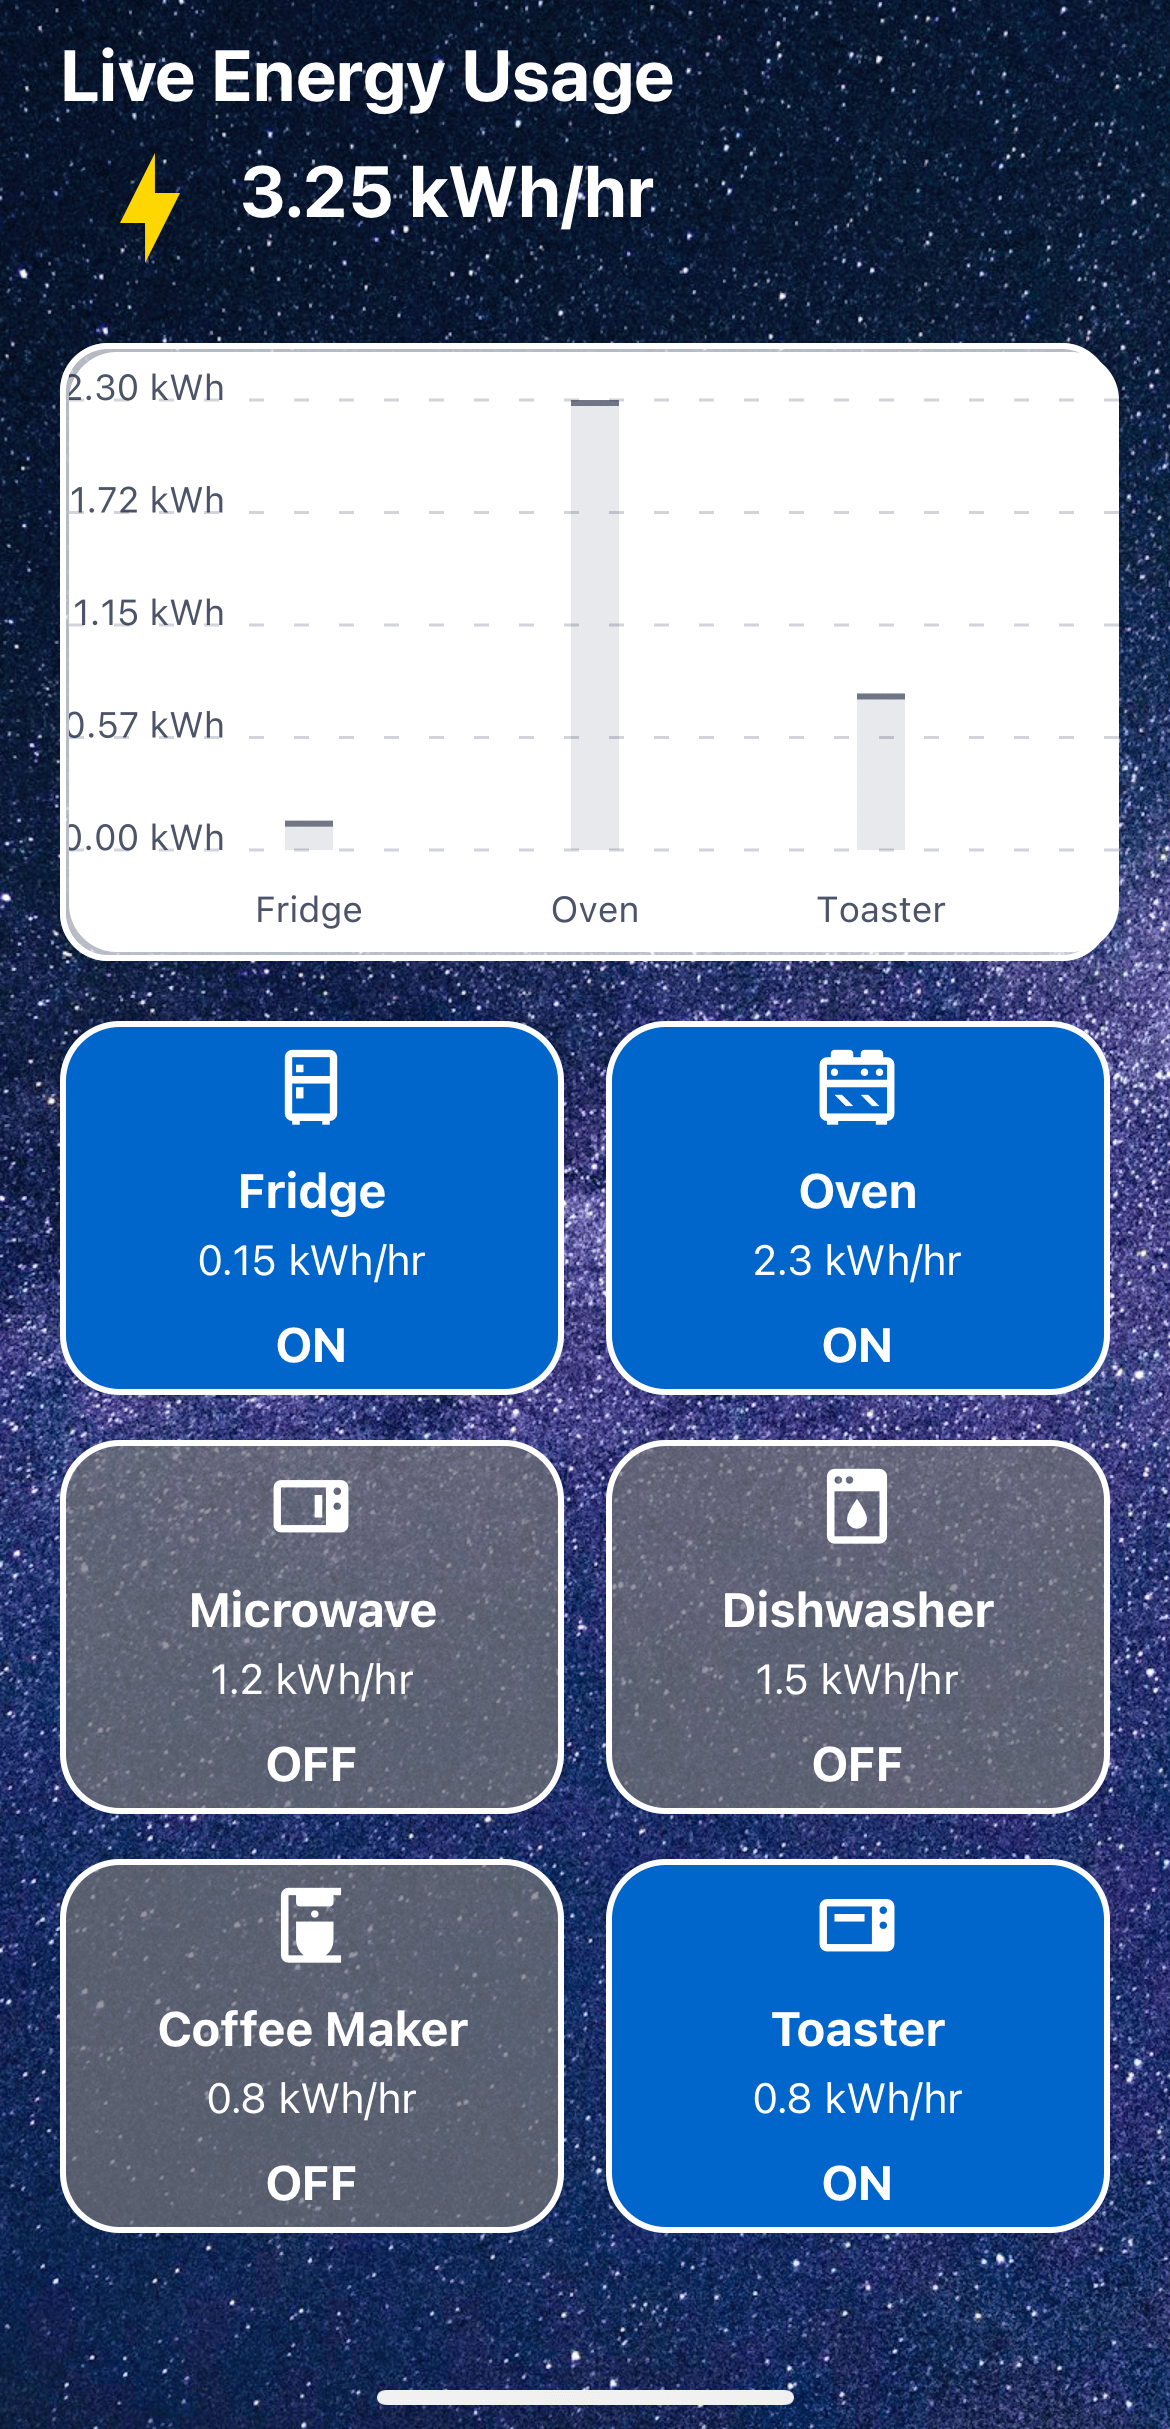 Live Energy Usage
3.25 kWh/hr
2.30 kWh
1.72 kWh
1.15 kWh
0.57 kWh
0.00 kWh
Fridge Oven Toaster
Fridge
0.15 kWh/hr
ON
Oven
2.3 kWh/hr
ON
Microwave
1.2 kWh/hr
OFF
Dishwasher
1.5 kWh/hr
OFF
Coffee Maker
0.8 kWh/hr
OFF
Toaster
0.8 kWh/hr
ON